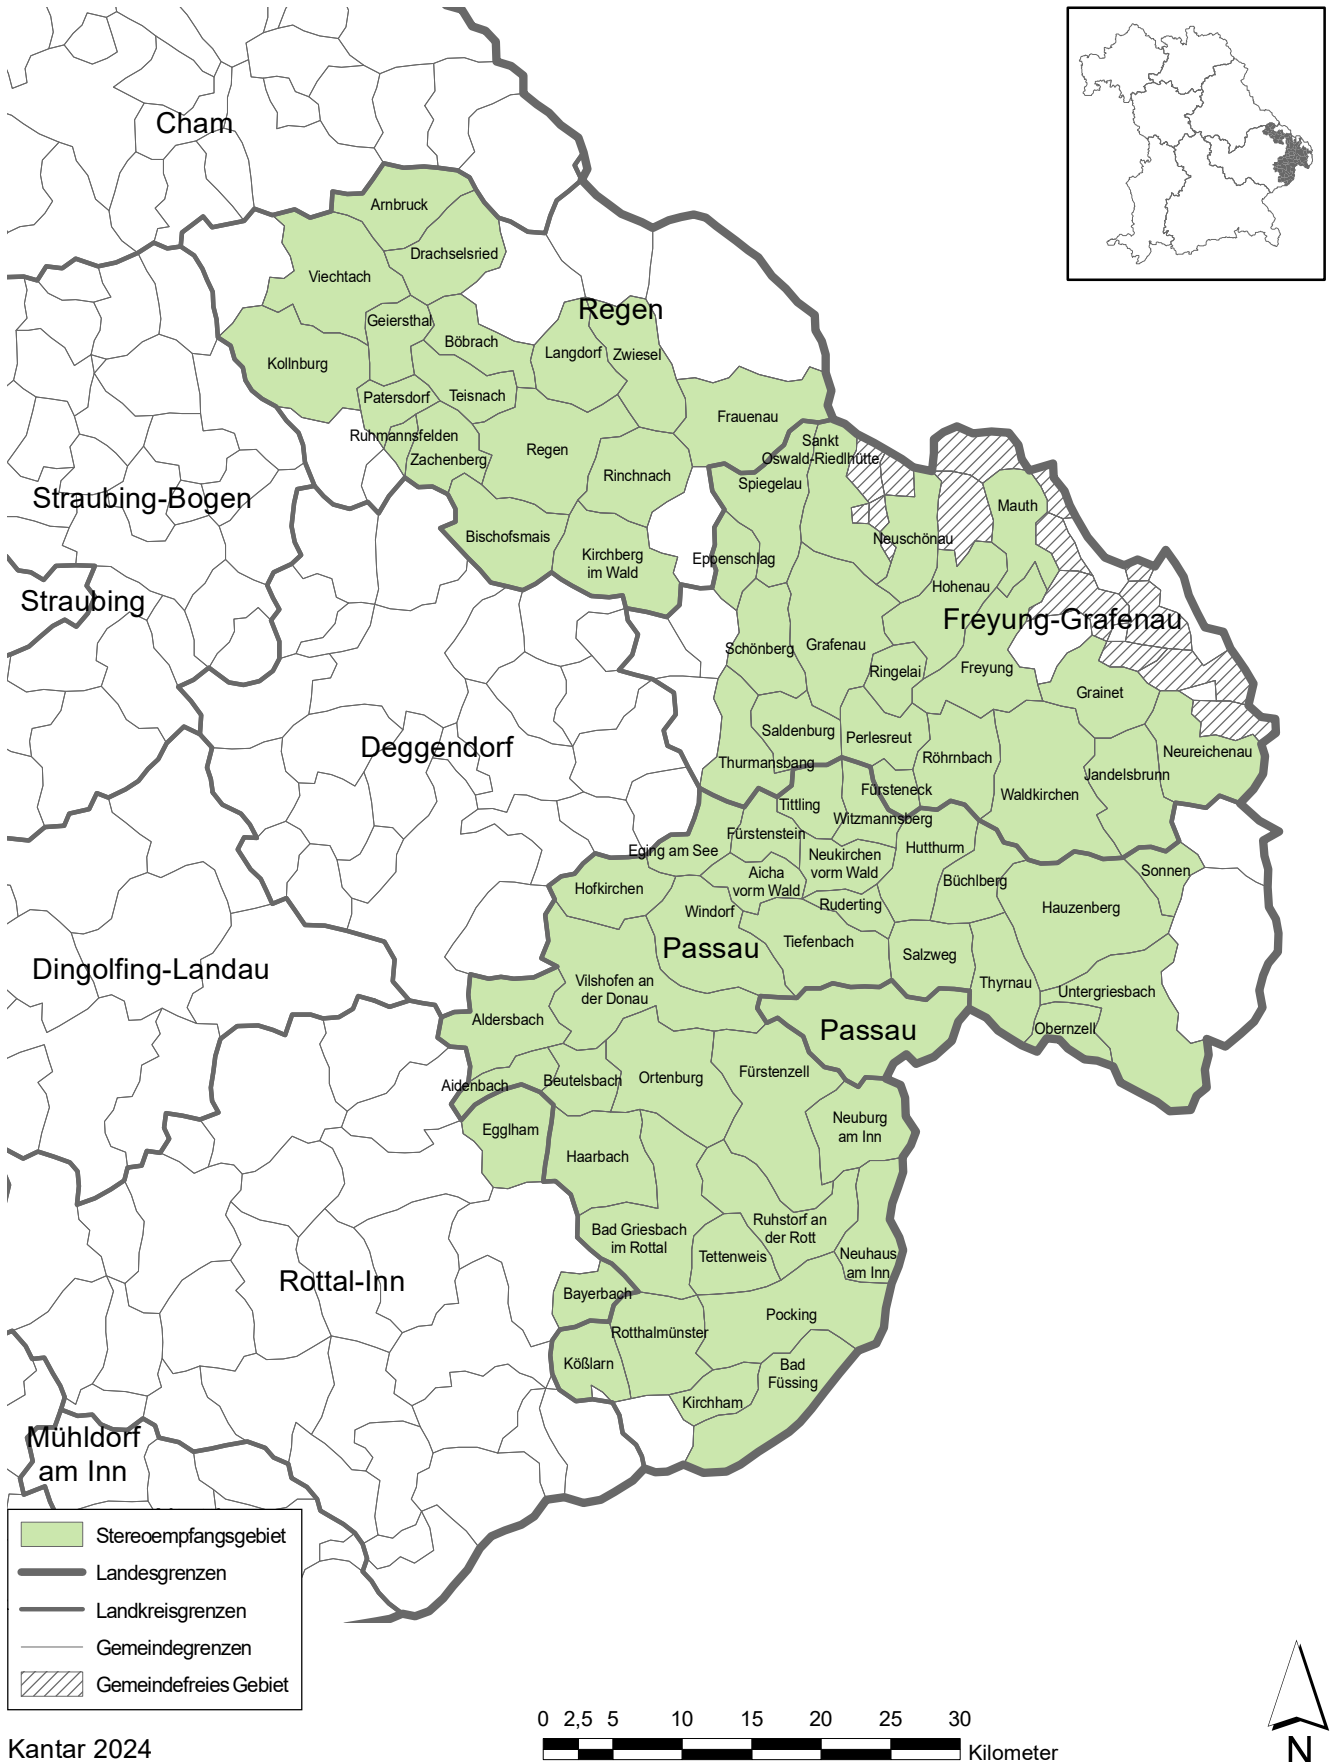 Cham
Arnbruck
Drachselsried
Viechtach
Regen
Geiersthal
Böbrach
Langdorf
Zwiesel
Kollnburg
Patersdorf
Teisnach
Frauenau
Ruhmannsfelden
Zachenberg
Regen
Rinchnach
Sankt
Oswald-Riedlhütte
Spiegelau
Straubing-Bogen
Mauth
Bischofsmais
Kirchberg
im Wald
Eppenschlag
Neuschönau
Hohenau
Straubing
Freyung-Grafenau
Schönberg
Grafenau
Ringelai
Freyung
Grainet
Deggendorf
Saldenburg
Perlesreut
Thurmansbang
Röhrnbach
Neureichenau
Jandelsbrunn
Waldkirchen
Fürsteneck
Tittling
Witzmannsberg
Fürstenstein
Eging am See
Neukirchen
vorm Wald
Hutthurm
Aicha
vorm Wald
Büchlberg
Sonnen
Hofkirchen
Windorf
Ruderting
Hauzenberg
Passau
Tiefenbach
Salzweg
Dingolfing-Landau
Vilshofen an
der Donau
Thyrnau
Untergriesbach
Aldersbach
Passau
Obernzell
Aidenbach
Beutelsbach
Ortenburg
Fürstenzell
Egglham
Neuburg
am Inn
Haarbach
Bad Griesbach
im Rottal
Ruhstorf an
der Rott
Tettenweis
Neuhaus
am Inn
Rottal-Inn
Bayerbach
Pocking
Rotthalmünster
Kößlarn
Bad
Füssing
Kirchham
Mühldorf
am Inn
Stereoempfangsgebiet
Landesgrenzen
Landkreisgrenzen
Gemeindegrenzen
Gemeindefreies Gebiet
0 2,5 5 10 15 20 25 30
Kilometer
N
Kantar 2024